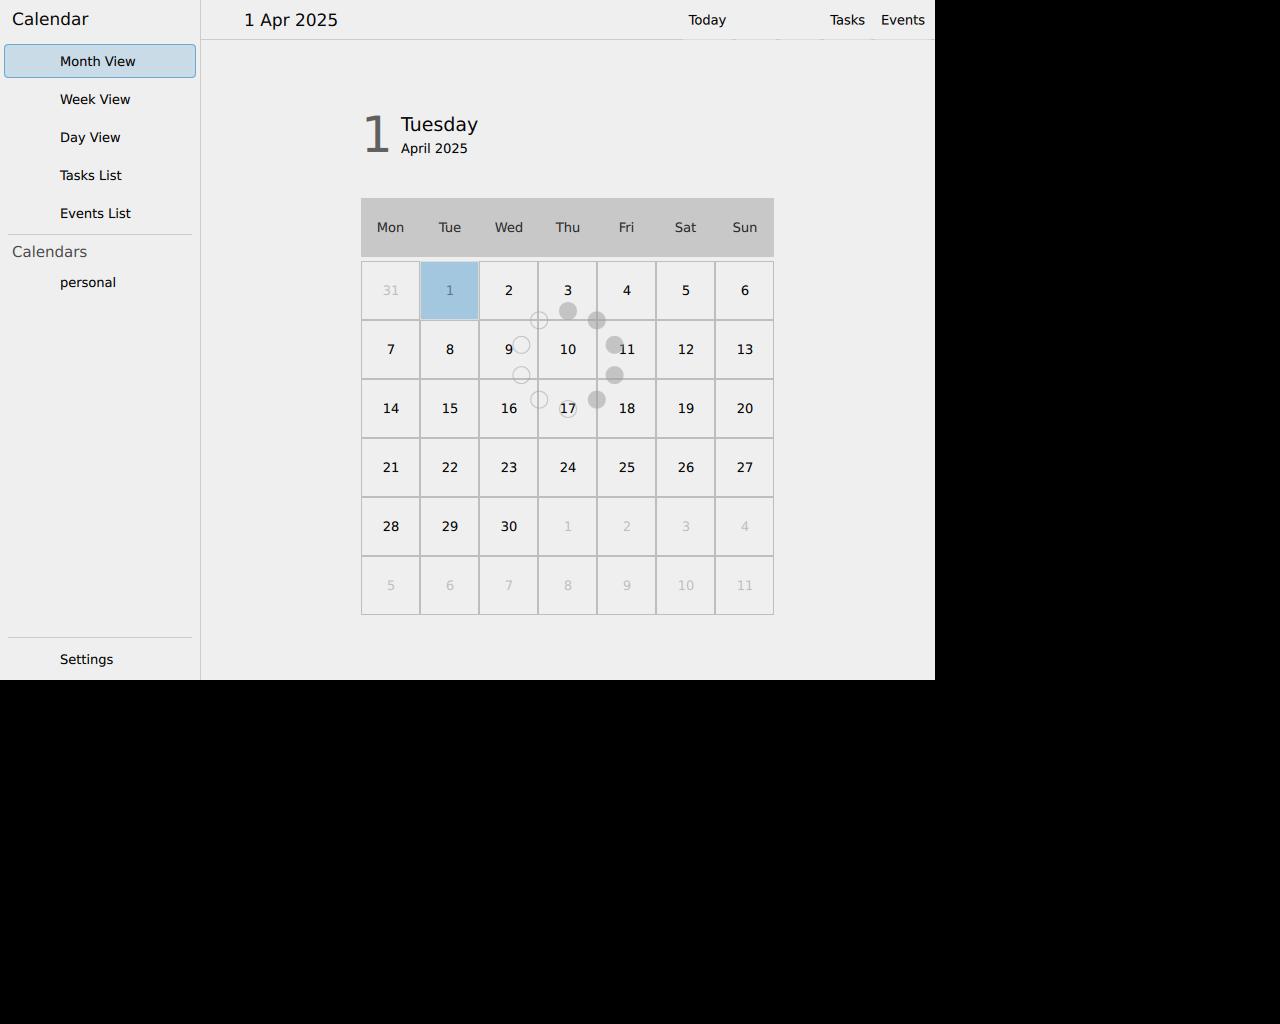 Calendar
1 Apr 2025
Today
Tasks
Events
Month View
Week View
Day View
Tasks List
Events List
Calendars
personal
Settings
1
Tuesday
April 2025
Mon Tue Wed Thu Fri Sat Sun
31 1 2 3 4 5 6
7 8 9 10 11 12 13
14 15 16 17 18 19 20
21 22 23 24 25 26 27
28 29 30 1 2 3 4
5 6 7 8 9 10 11